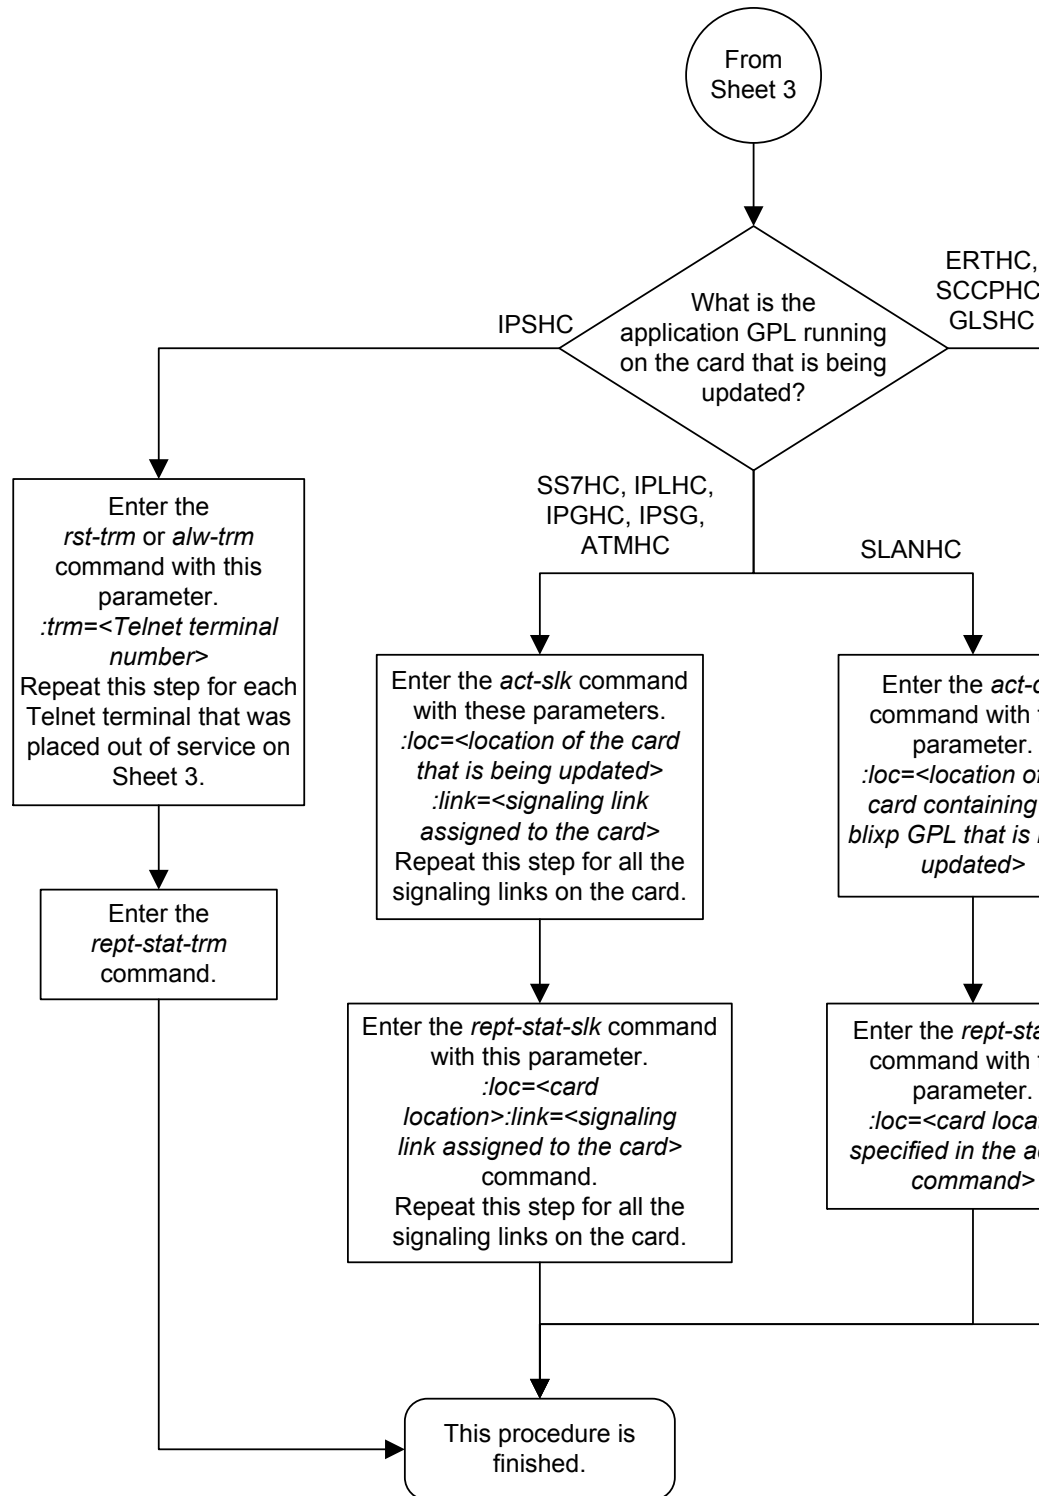 From
Sheet 3
What is the
application GPL running
on the card that is being
updated?
IPSHC
ERTHC,
SCCPHC
GLSHC
SS7HC, IPLHC,
IPGHC, IPSG,
ATMHC
SLANHC
Enter the
rst-trm or alw-trm
command with this
parameter.
:trm=<Telnet terminal
number>
Repeat this step for each
Telnet terminal that was
placed out of service on
Sheet 3.
Enter the
rept-stat-trm
command.
Enter the act-slk command
with these parameters.
:loc=<location of the card
that is being updated>
:link=<signaling link
assigned to the card>
Repeat this step for all the
signaling links on the card.
Enter the rept-stat-slk command
with this parameter.
:loc=<card
location>:link=<signaling
link assigned to the card>
command.
Repeat this step for all the
signaling links on the card.
Enter the
command with
parameter.
:loc=<location
card containing
blixp GPL that is
updated>
Enter the
command with
parameter.
:loc=<card
specified in the
command>
This procedure is
finished.